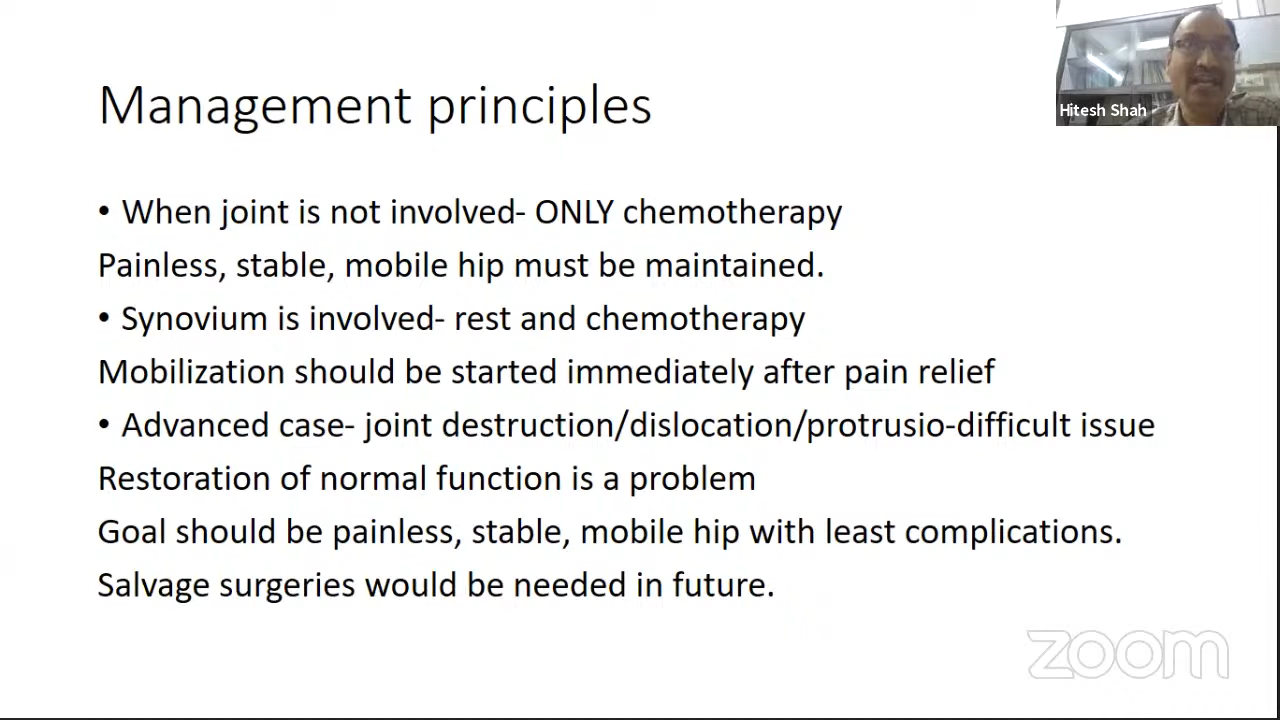 Hitesh Shah
Management principles
• When joint is not involved- ONLY chemotherapy
Painless, stable, mobile hip must be maintained.
• Synovium is involved- rest and chemotherapy
Mobilization should be started immediately after pain relief
• Advanced case- joint destruction/dislocation/protrusio-difficult issue
Restoration of normal function is a problem
Goal should be painless, stable, mobile hip with least complications.
Salvage surgeries would be needed in future.
zoom